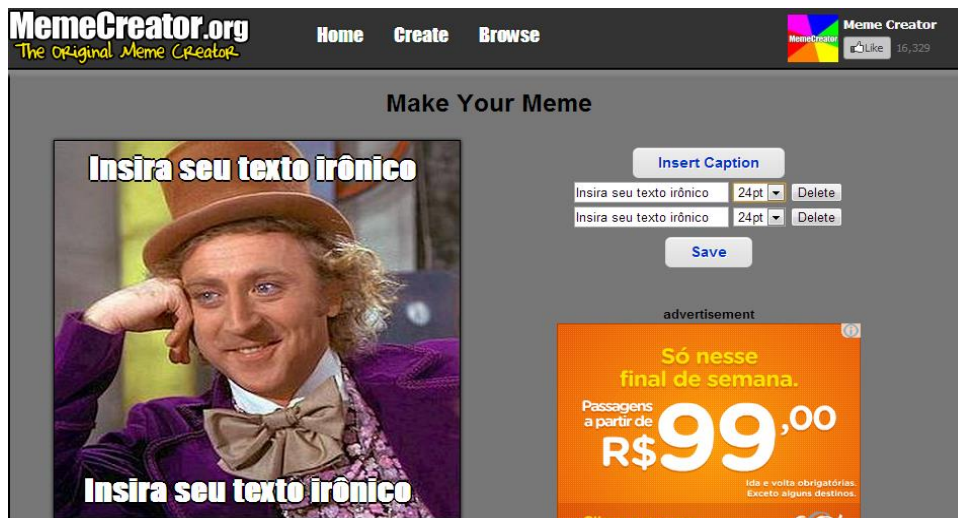 MemeCreator.org
The Original Meme Creator
Home Create Browse
MemeCreator
Meme Creator
Like 16,329
Make Your Meme
Insira seu texto irônico
Insira seu texto irônico
Insert Caption
Insira seu texto irônico 24pt Delete
Insira seu texto irônico 24pt Delete
Save
advertisement
Só nesse
final de semana.
Passagens
a partir de
R$99,00
Ida e volta obrigatórias.
Exceto alguns destinos.